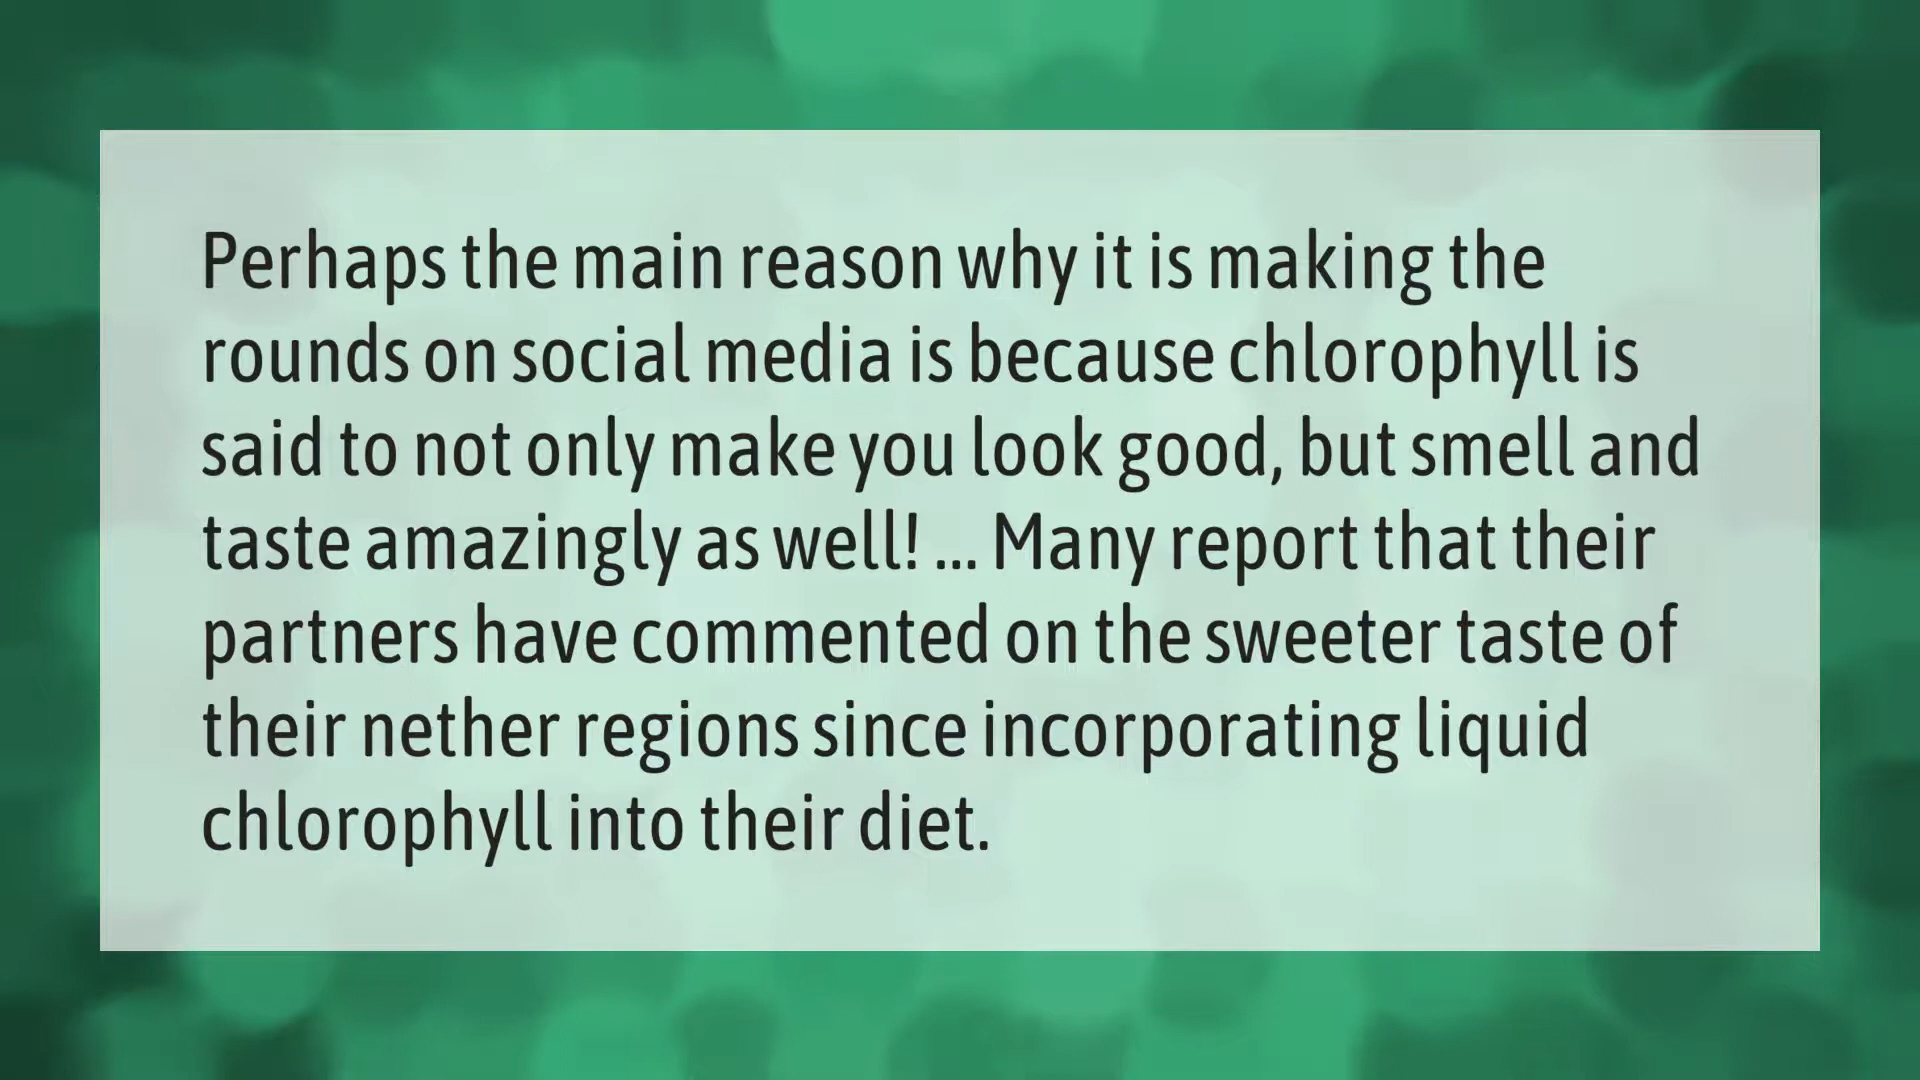 Perhaps the main reason why it is making the
rounds on social media is because chlorophyll is
said to not only make you look good, but smell and
taste amazingly as well! ... Many report that their
partners have commented on the sweeter taste of
their nether regions since incorporating liquid
chlorophyll into their diet.